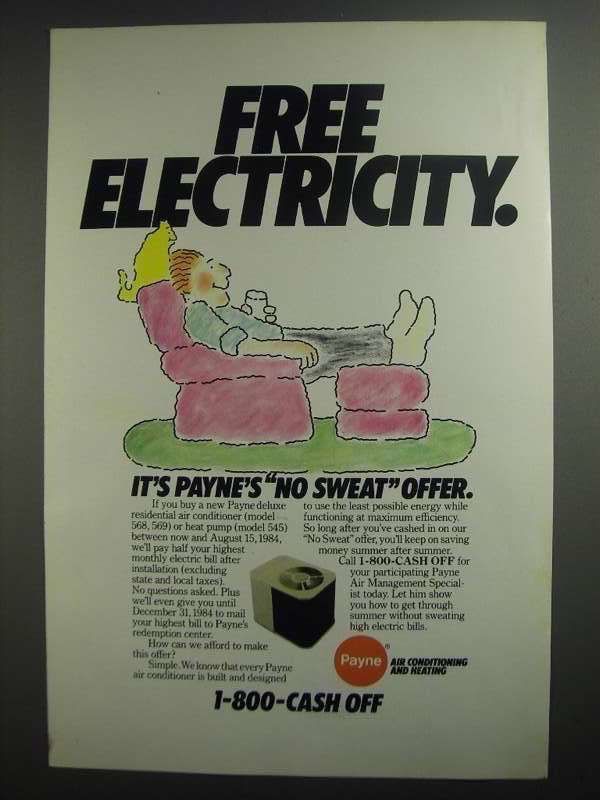 FREE
ELECTRICITY.
IT'S PAYNE'S "NO SWEAT" OFFER.
If you buy a new Payne deluxe
residential air conditioner (model
568, 569) or heat pump (model 545)
between now and August 15, 1984,
we'll pay half your highest
monthly electric bill after
installation (excluding
state and local taxes).
No questions asked. Plus
we'll even give you until
December 31, 1984 to mail
your highest bill to Payne's
redemption center.
How can we afford to make
this offer?
Simple. We know that every Payne
air conditioner is built and designed
to use the least possible energy while
functioning at maximum efficiency.
So long after you've cashed in on our
"No Sweat" offer, you'll keep on saving
money summer after summer.
Call 1-800-CASH OFF for
your participating Payne
Air Management Special-
ist today. Let him show
you how to get through
summer without sweating
high electric bills.
Payne
®
AIR CONDITIONING
AND HEATING
1-800-CASH OFF